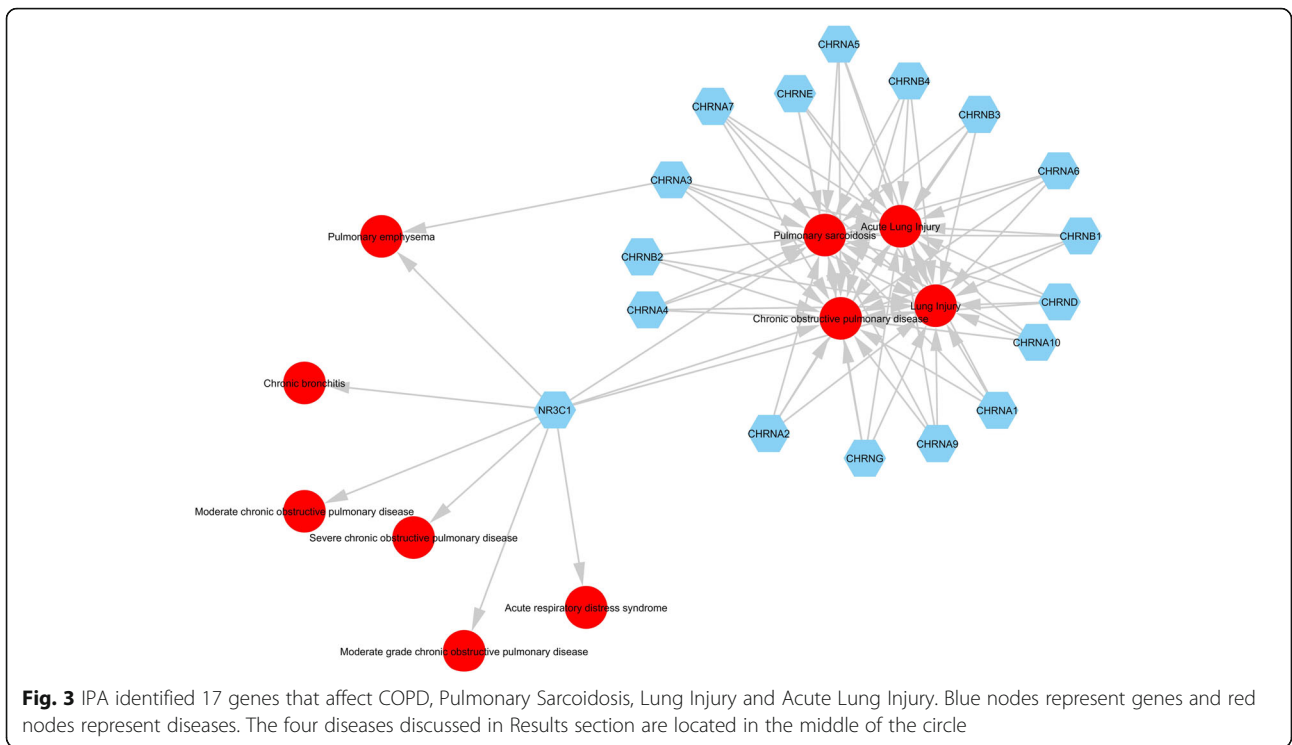 CHRNA5
CHRNB4
CHRNE
CHRNA7
CHRNB3
CHRNA6
CHRNA3
Acute Lung Injury
Pulmonary sarcoidosis
Pulmonary emphysema
CHRNB1
CHRNB2
CHRND
Lung Injury
CHRNA4
Chronic obstructive pulmonary disease
CHRNA10
Chronic bronchitis
NR3C1
CHRNA1
CHRNA2
CHRNA9
CHRNG
Moderate chronic obstructive pulmonary disease
Severe chronic obstructive pulmonary disease
Acute respiratory distress syndrome
Moderate grade chronic obstructive pulmonary disease
Fig. 3 IPA identified 17 genes that affect COPD, Pulmonary Sarcoidosis, Lung Injury and Acute Lung Injury. Blue nodes represent genes and red
nodes represent diseases. The four diseases discussed in Results section are located in the middle of the circle